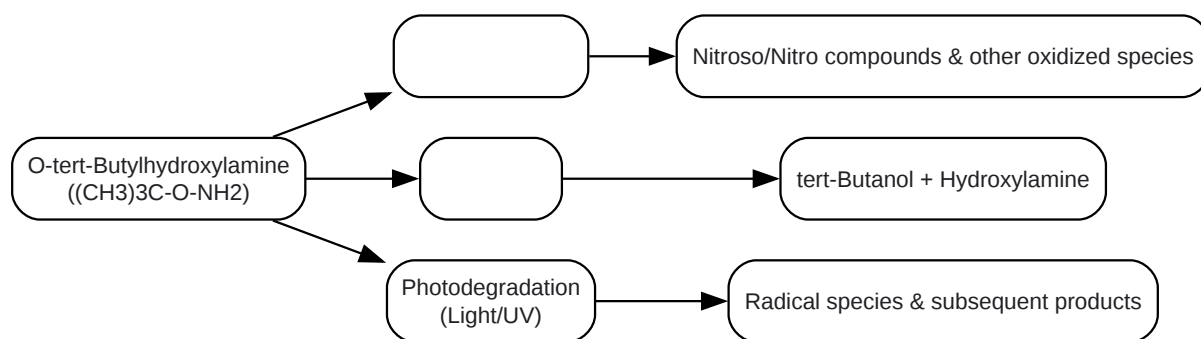 Nitroso/Nitro compounds & other oxidized species
O-tert-Butylhydroxylamine
((CH3)3C-O-NH2)
tert-Butanol + Hydroxylamine
Photodegradation
(Light/UV)
Radical species & subsequent products